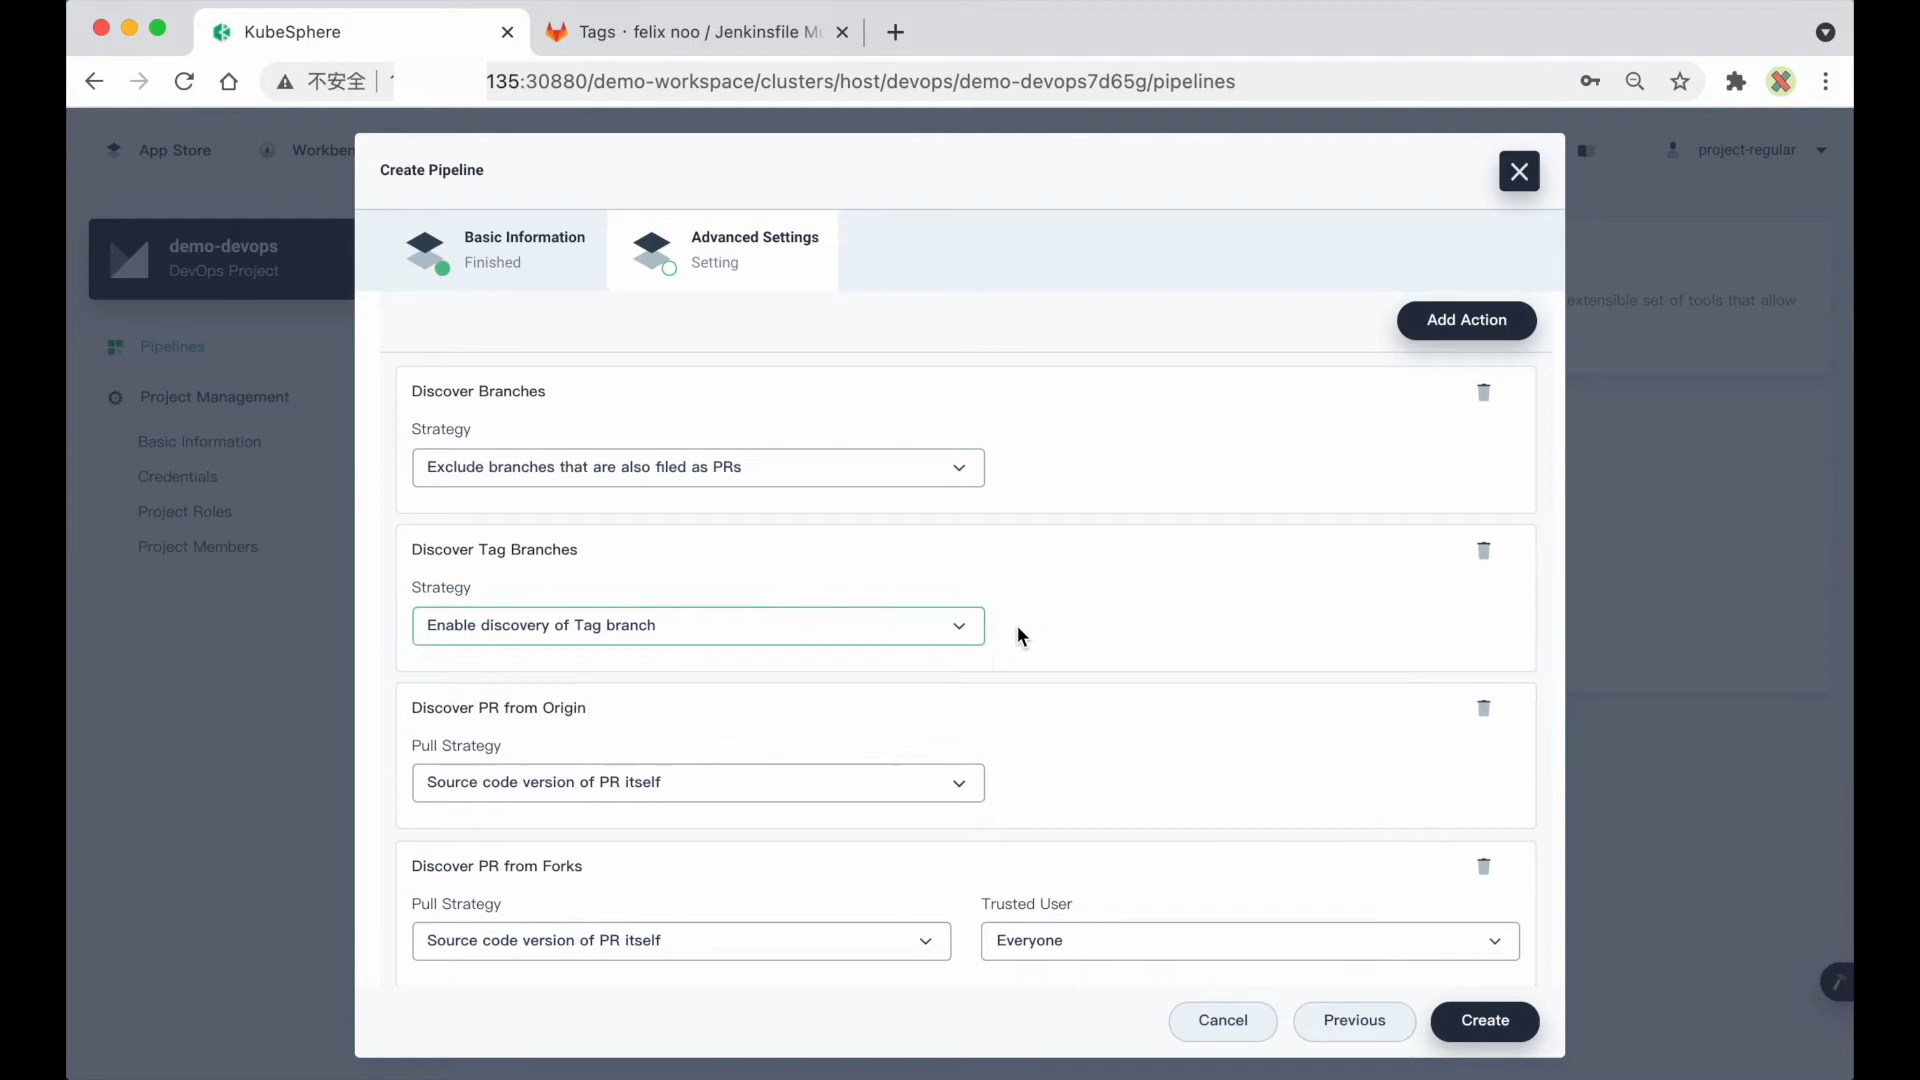 KubeSphere
Tags · felix noo / Jenkinsfile
不安全
135:30880/demo-workspace/clusters/host/devops/demo-devops7d65g/pipelines
App Store
project-regular
Create Pipeline
Basic Information
Finished
Advanced Settings
Setting
demo-devops
DevOps Project
Pipelines
Project Management
Basic Information
Credentials
Project Roles
Project Members
extensible set of tools that allow
Add Action
Discover Branches
Strategy
Exclude branches that are also filed as PRs
Discover Tag Branches
Strategy
Enable discovery of Tag branch
Discover PR from Origin
Pull Strategy
Source code version of PR itself
Discover PR from Forks
Pull Strategy
Trusted User
Source code version of PR itself
Everyone
Cancel
Previous
Create